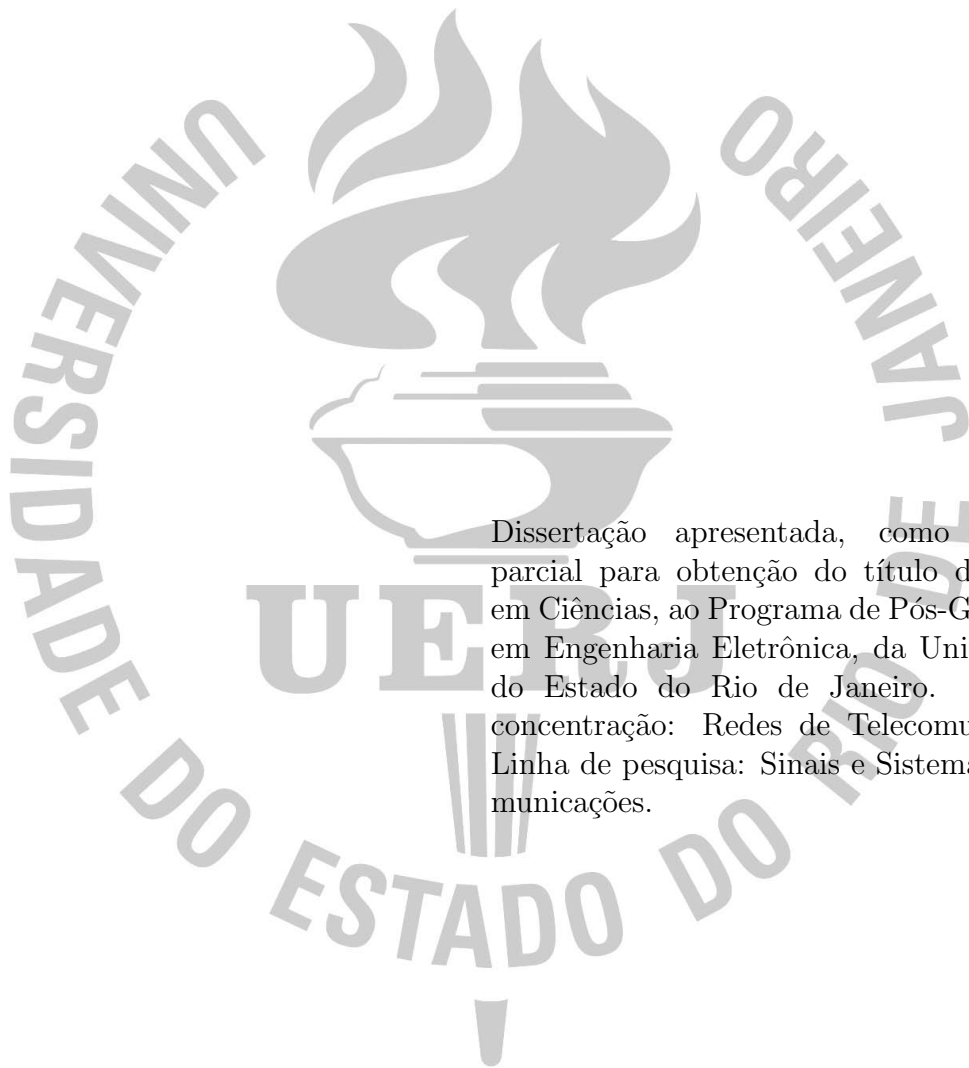 UNIVERSIDADE DO ESTADO DO RIO DE JANEIRO
UERJ
Dissertação apresentada, como
parcial para obtenção do título d
em Ciências, ao Programa de Pós-G
em Engenharia Eletrônica, da Uni
do Estado do Rio de Janeiro.
concentração: Redes de Telecomu
Linha de pesquisa: Sinais e Sistema
municações.